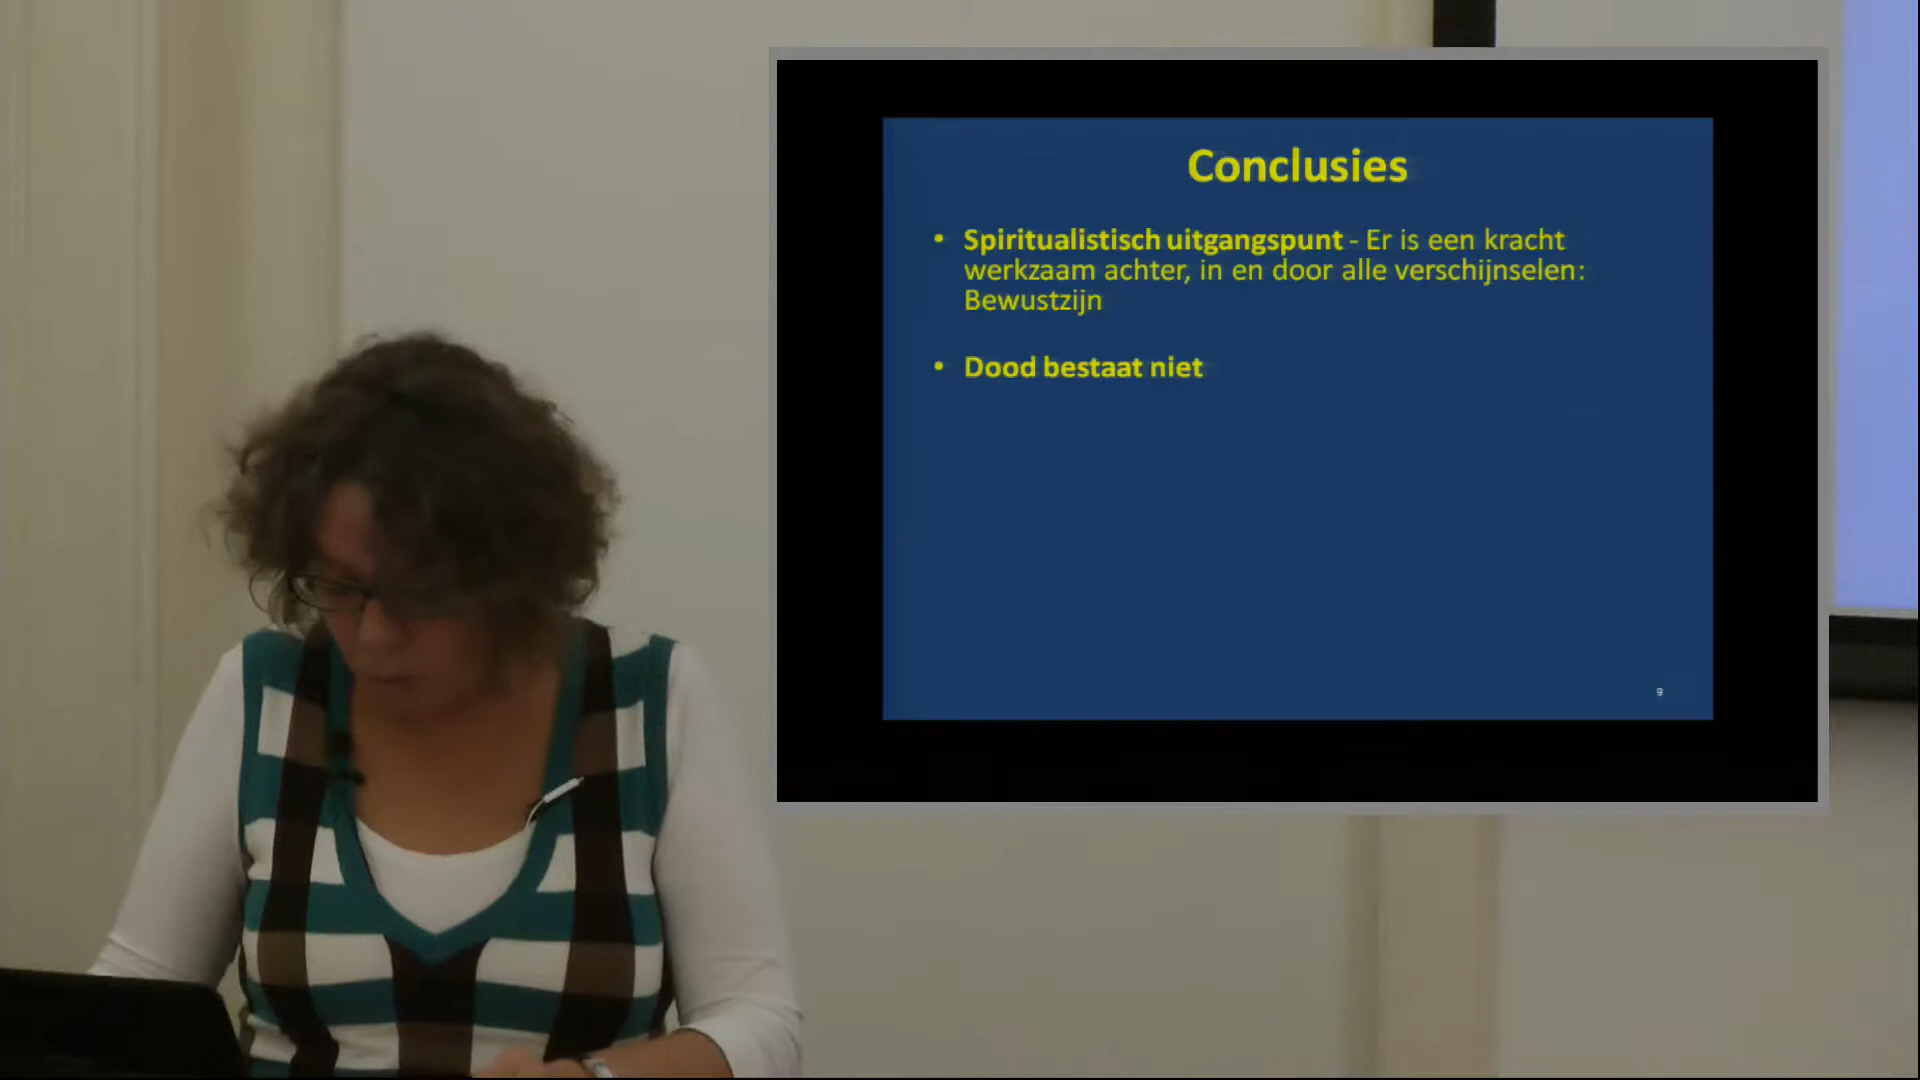 Conclusies
• Spiritualistisch uitgangspunt - Er is een kracht
werkzaam achter, in en door alle verschijnselen:
Bewustzijn
• Dood bestaat niet
9